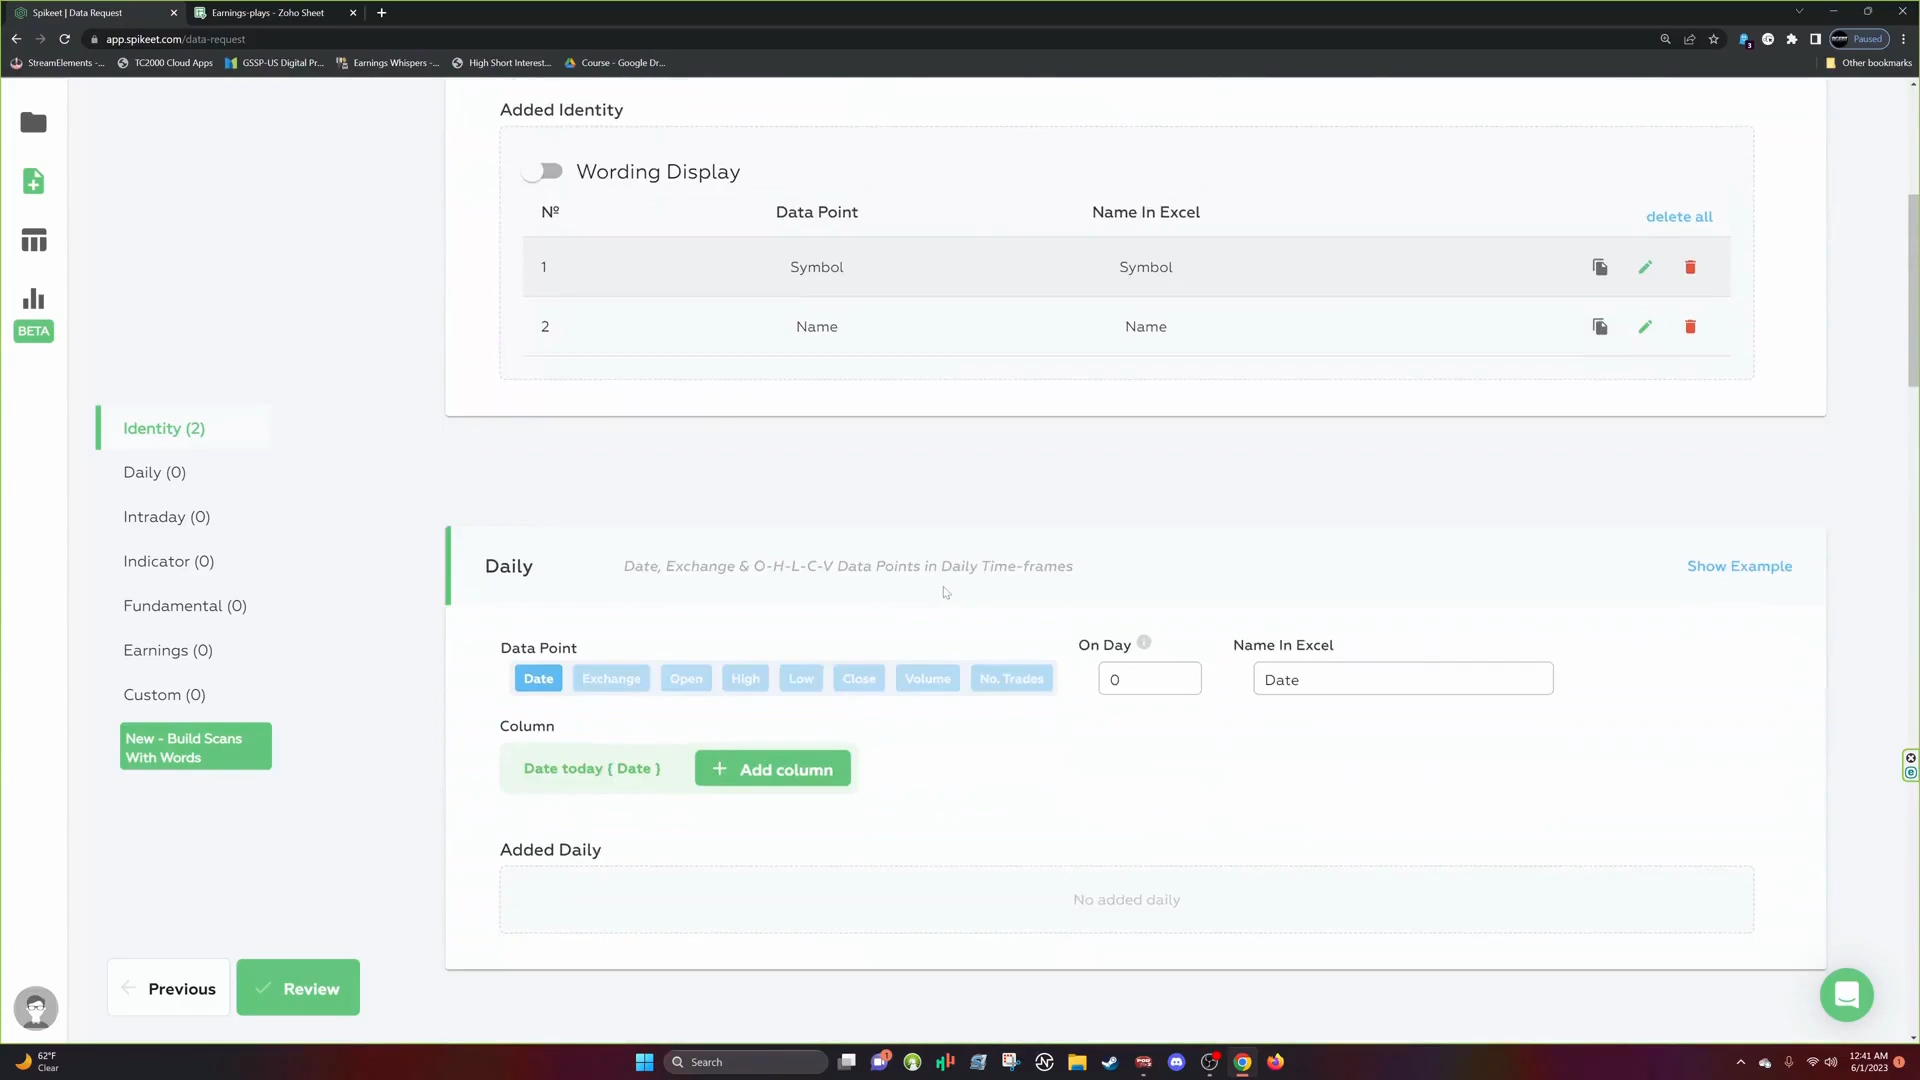 Spikeet | Data Request
Earnings-plays - Zoho Sheet
app.spikeet.com/data-request
3
Paused
StreamElements -...
TC2000 Cloud Apps
GSSP-US Digital Pr...
Earnings Whispers -...
High Short Interest...
Course - Google Dr...
Other bookmarks
Added Identity
Wording Display
Nº
Data Point
Name In Excel
delete all
1
Symbol
Symbol
2
Name
Name
BETA
Identity (2)
Daily (0)
Intraday (0)
Indicator (0)
Fundamental (0)
Earnings (0)
Custom (0)
New - Build Scans
With Words
Previous
Review
Daily
Date, Exchange & O-H-L-C-V Data Points in Daily Time-frames
Show Example
Data Point
On Day
Name In Excel
Date
Exchange
Open
High
Low
Close
Volume
No. Trades
0
Date
Column
Date today { Date }
+ Add column
Added Daily
No added daily
62°F
Clear
Search
1
12:41 AM
6/1/2023
1